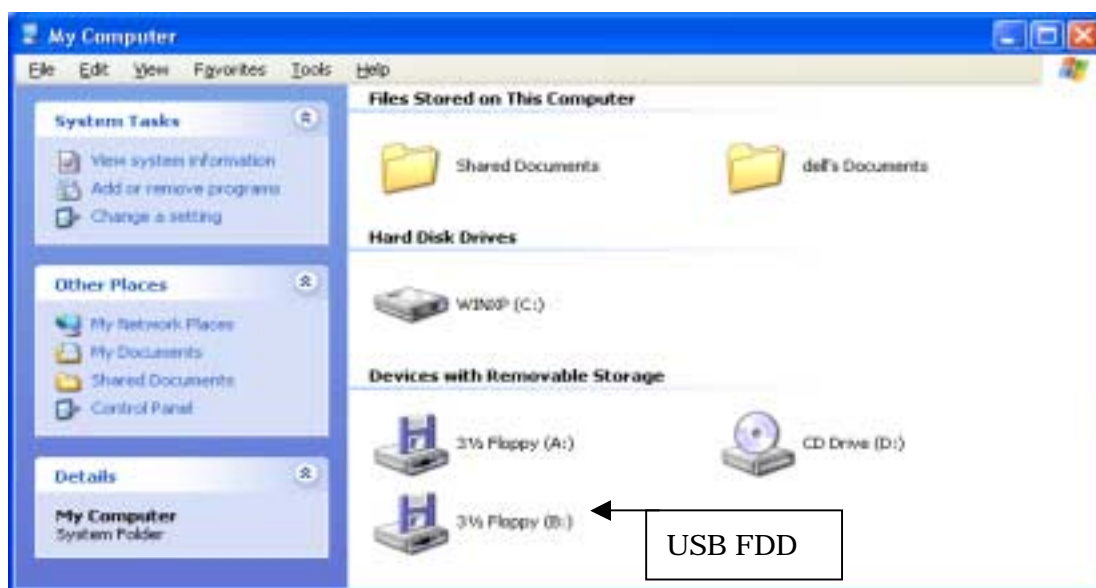 My Computer
File Edit View Favorites Tools Help
System Tasks
View system information
Add or remove programs
Change a setting
Other Places
My Network Places
My Documents
Shared Documents
Control Panel
Details
My Computer
System Folder
Files Stored on This Computer
Shared Documents
dell's Documents
Hard Disk Drives
WINXP (C:)
Devices with Removable Storage
3½ Floppy (A:)
CD Drive (D:)
3½ Floppy (B:)
USB FDD